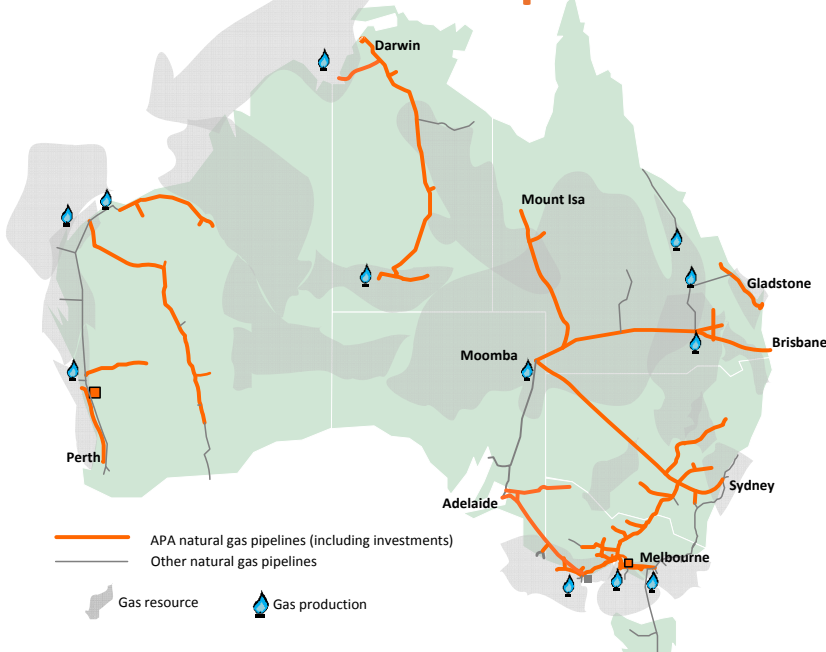 Darwin
Mount Isa
Gladstone
Brisbane
Moomba
Perth
Sydney
Adelaide
Melbourne
APA natural gas pipelines (including investments)
Other natural gas pipelines
Gas resource
Gas production